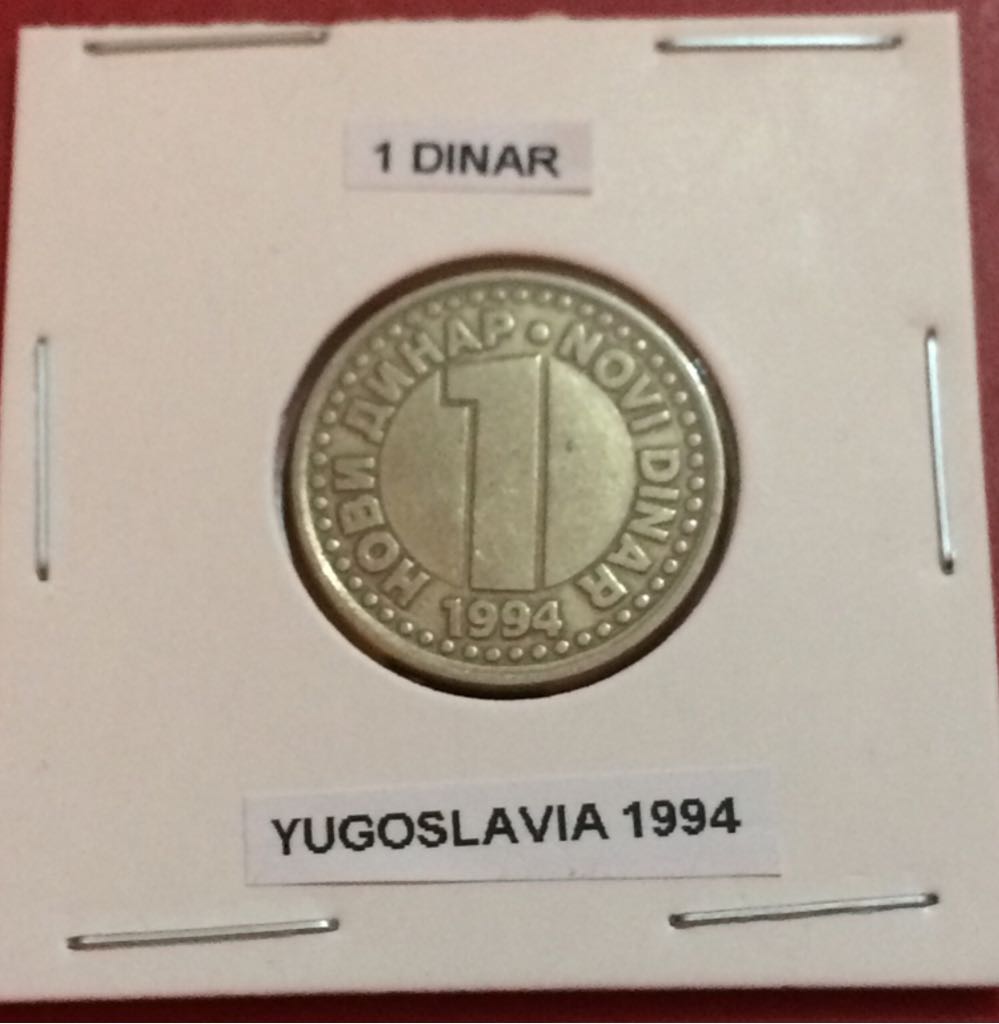 1 DINAR
НОВИ ДИНАР • NOVI DINAR
1
1994
YUGOSLAVIA 1994